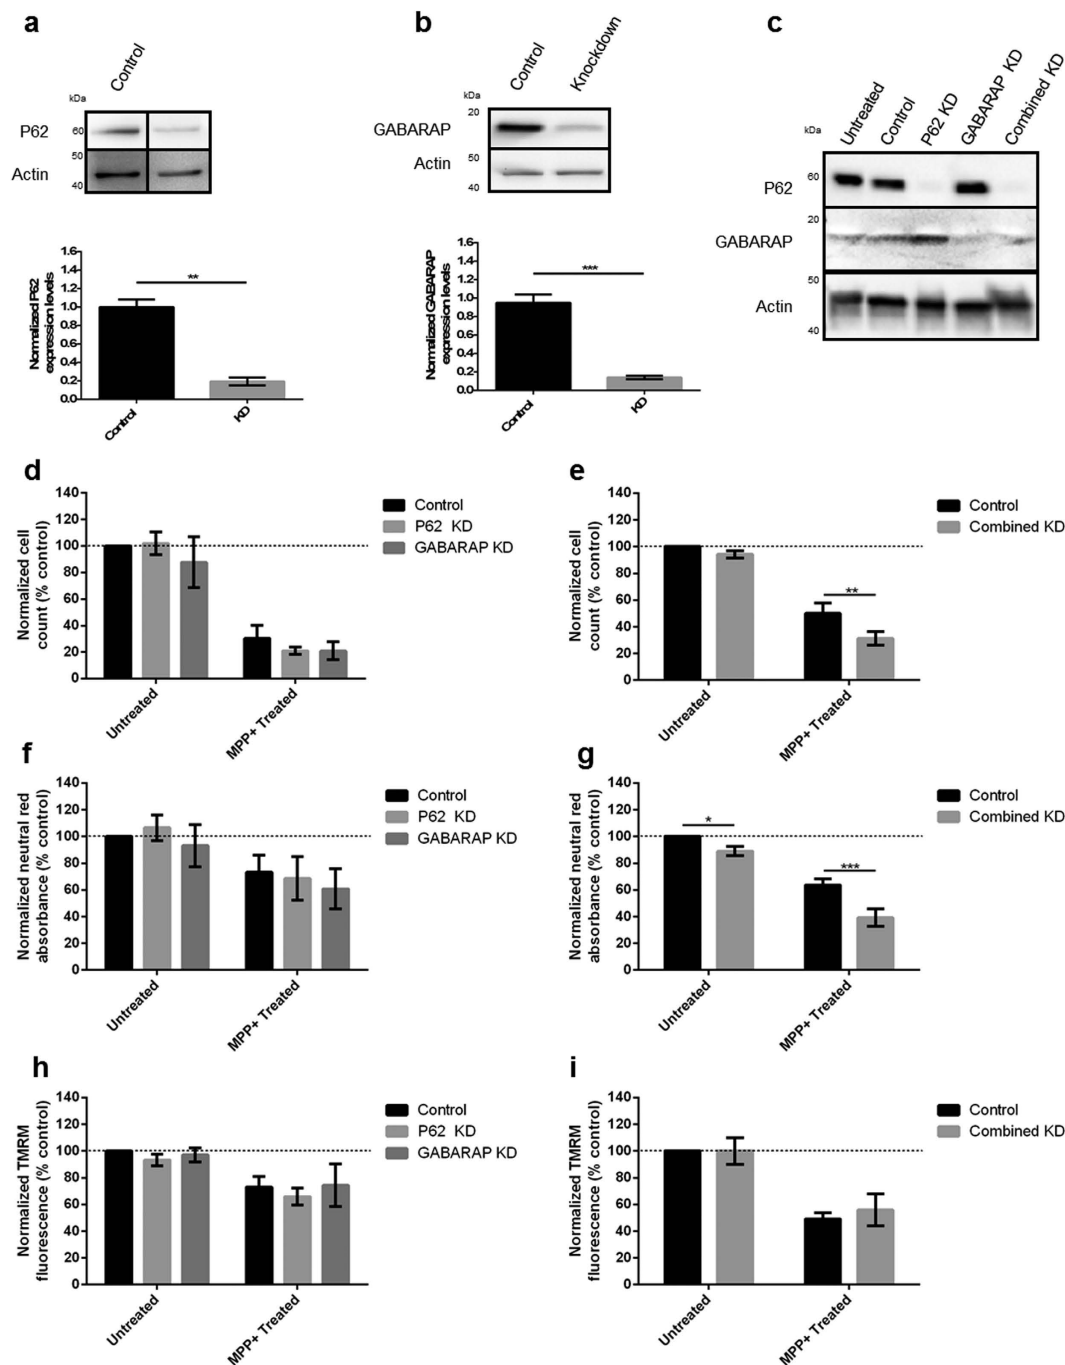 a
Control
kDa
P62
60
Actin
50
40
Normalized P62
expression levels
1.6
1.4
1.2
1.0
0.8
0.6
0.4
0.2
0.0
**
Control
KD
b
Control
Knockdown
kDa
20
GABARAP
Actin
50
40
Normalized GABARAP
expression levels
1.6
1.4
1.2
1.0
0.8
0.6
0.4
0.2
0.0
***
Control
KD
c
Untreated
Control
P62 KD
GABARAP KD
Combined KD
kDa
P62
60
20
GABARAP
50
Actin
40
d
Normalized cell
count (% control)
140
120
100
80
60
40
20
0
Untreated
MPP+ Treated
Control
P62 KD
GABARAP KD
e
Normalized cell
count (% control)
140
120
100
80
60
40
20
0
**
Untreated
MPP+ Treated
Control
Combined KD
f
Normalized neutral red
absorbance (% control)
140
120
100
80
60
40
20
0
Untreated
MPP+ Treated
Control
P62 KD
GABARAP KD
g
Normalized neutral red
absorbance (% control)
140
120
100
80
60
40
20
0
*
***
Untreated
MPP+ Treated
Control
Combined KD
h
Normalized TMRM
fluorescence (% control)
140
120
100
80
60
40
20
0
Untreated
MPP+ Treated
Control
P62 KD
GABARAP KD
i
Normalized TMRM
fluorescence (% control)
140
120
100
80
60
40
20
0
Untreated
MPP+ Treated
Control
Combined KD